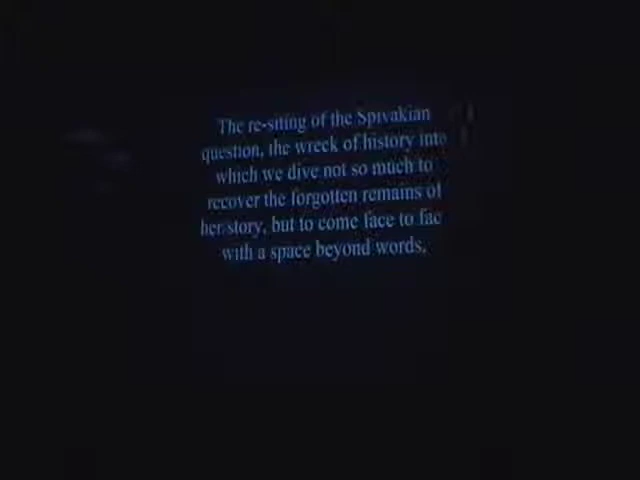 The re-siting of the Spivakian
question, the wreck of history into
which we dive not so much to
recover the forgotten remains of
her/story, but to come face to fac
with a space beyond words,